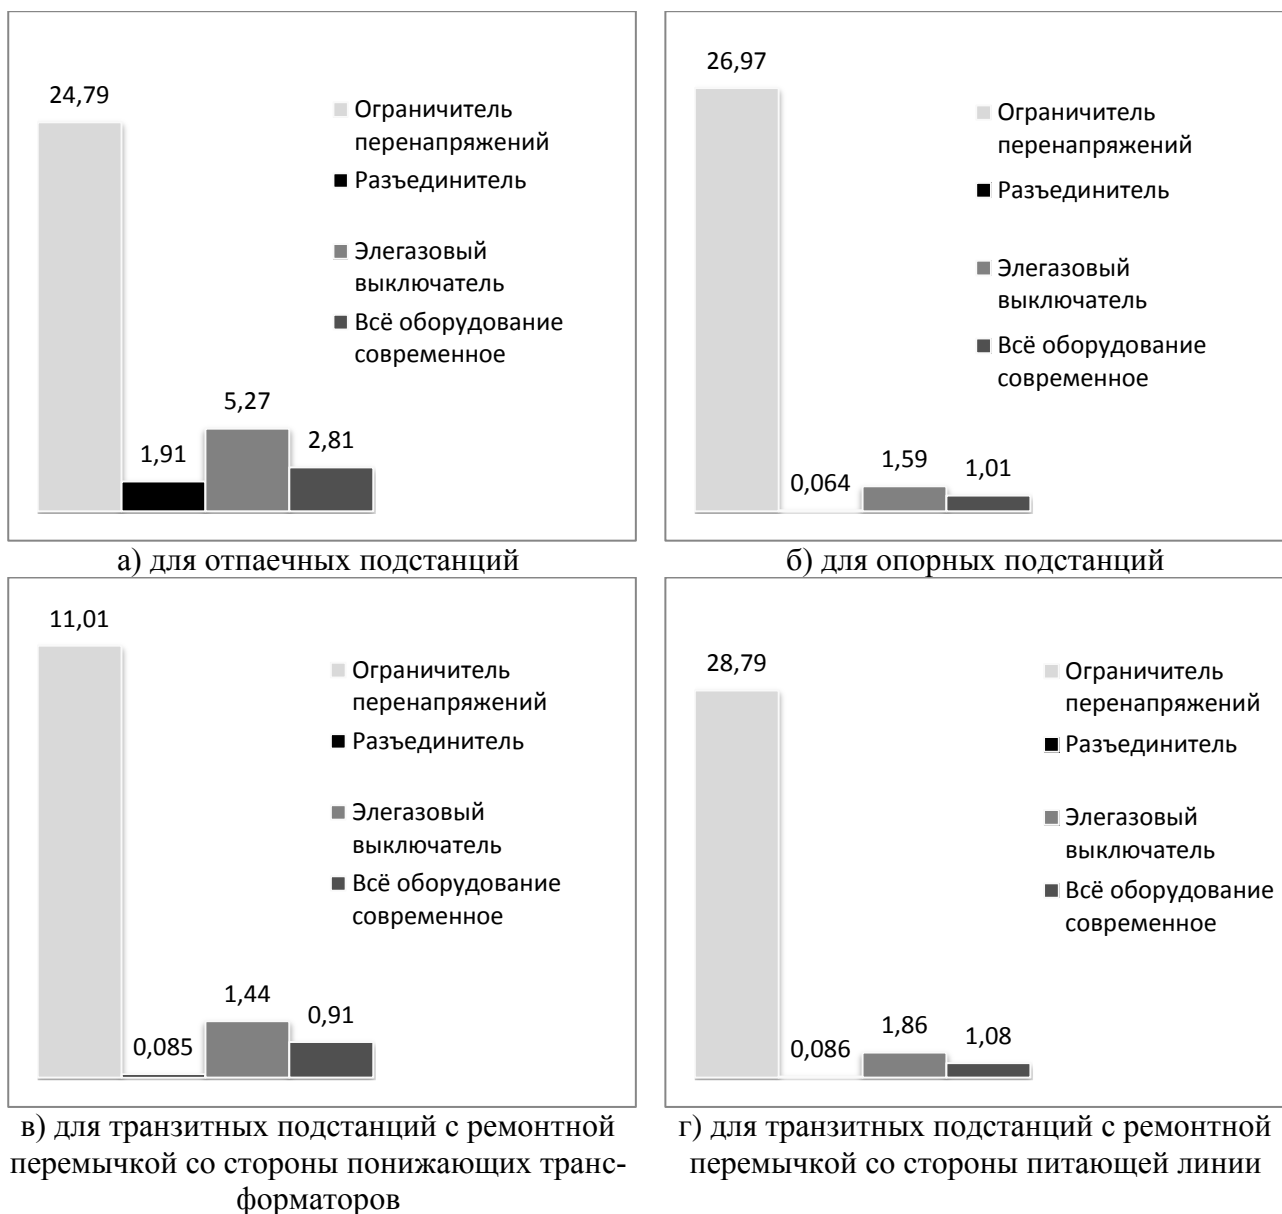 24,79
Ограничитель
перенапряжений
Разъединитель
Элегазовый
выключатель
Всё оборудование
современное
5,27
1,91
2,81
а) для отпаечных подстанций
26,97
Ограничитель
перенапряжений
Разъединитель
Элегазовый
выключатель
Всё оборудование
современное
0,064
1,59
1,01
б) для опорных подстанций
11,01
Ограничитель
перенапряжений
Разъединитель
Элегазовый
выключатель
Всё оборудование
современное
0,085
1,44
0,91
в) для транзитных подстанций с ремонтной
перемычкой со стороны понижающих транс-
форматоров
28,79
Ограничитель
перенапряжений
Разъединитель
Элегазовый
выключатель
Всё оборудование
современное
0,086
1,86
1,08
г) для транзитных подстанций с ремонтной
перемычкой со стороны питающей линии